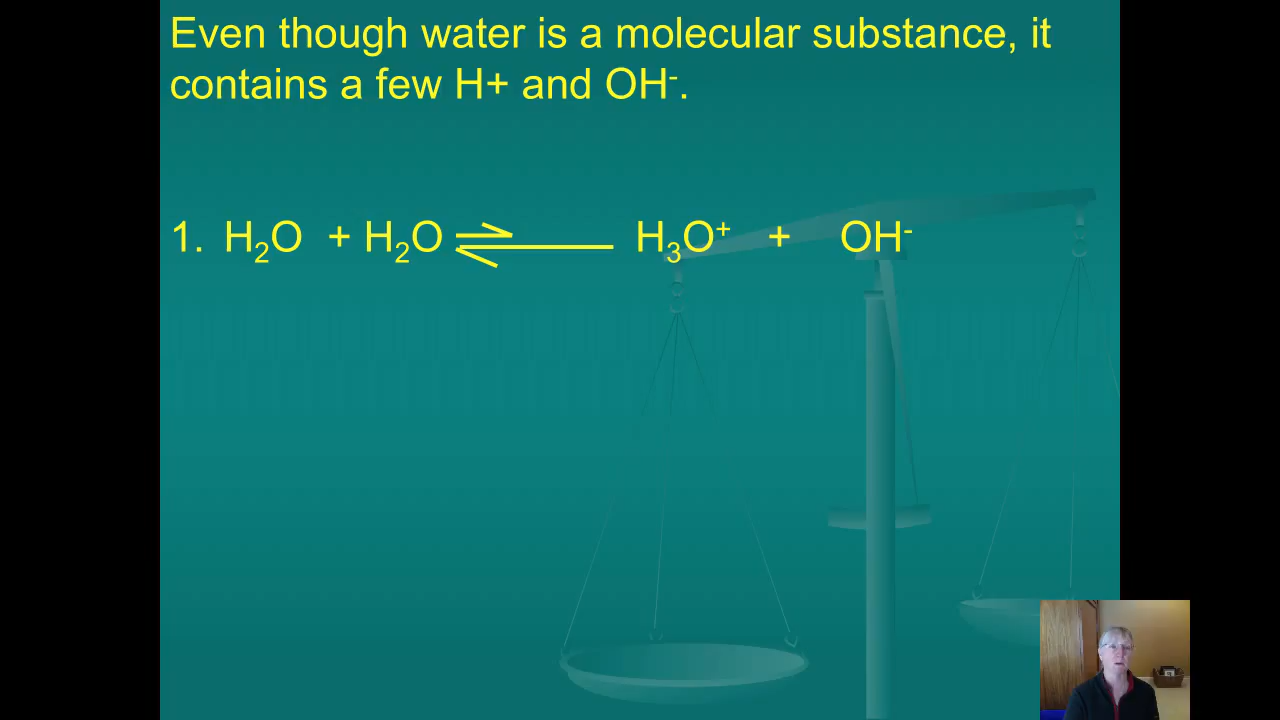 Even though water is a molecular substance, it
contains a few H+ and OH⁻.
1. H₂O + H₂O ⇌ H₃O⁺ + OH⁻